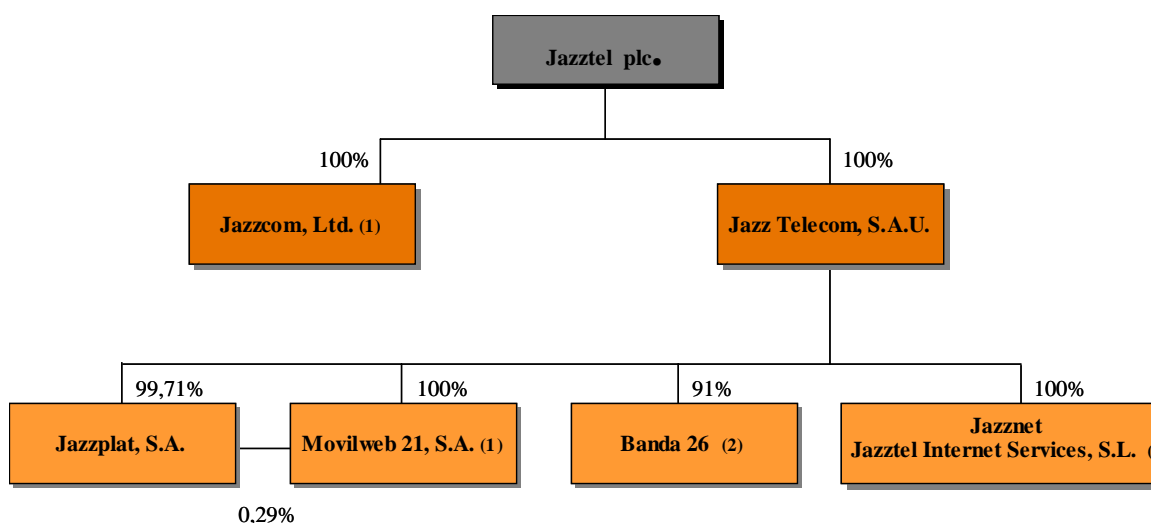 Jazztel plc.
100%
100%
Jazzcom, Ltd. (1)
Jazz Telecom, S.A.U.
99,71%
100%
91%
100%
Jazzplat, S.A.
Movilweb 21, S.A. (1)
Banda 26 (2)
Jazznet
Jazztel Internet Services, S.L. (
0,29%